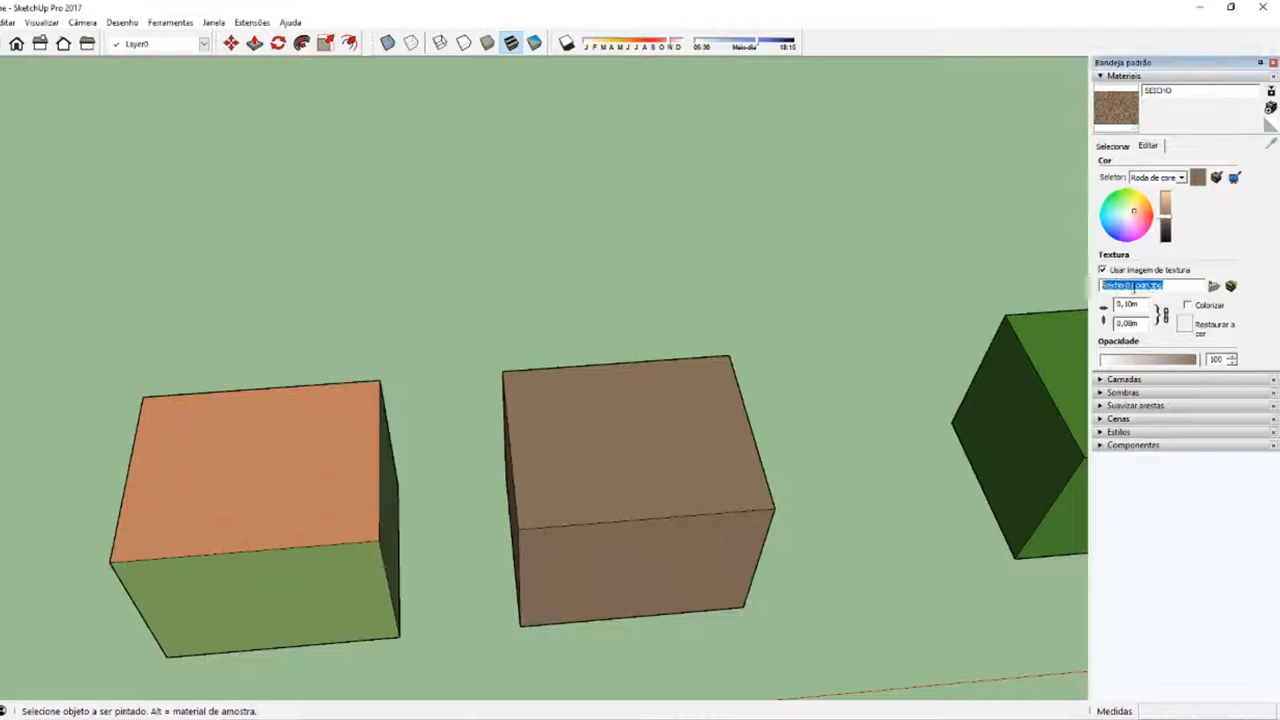 ne - SketchUp Pro 2017
ditar Visualizar Câmera Desenho Ferramentas Janela Extensões Ajuda
Layer0
J F M A M J J A S O N D
05:30 Meio-dia 18:15
Bandeja padrão
Materiais
SEICHO
Selecionar Editar
Cor
Seletor: Roda de core
Textura
Usar imagem de textura
0,10m
Colorizar
0,08m
Restaurar a
cor
Opacidade
100
Camadas
Sombras
Suavizar arestas
Cenas
Estilos
Componentes
Selecione objeto a ser pintado. Alt = material de amostra.
Medidas